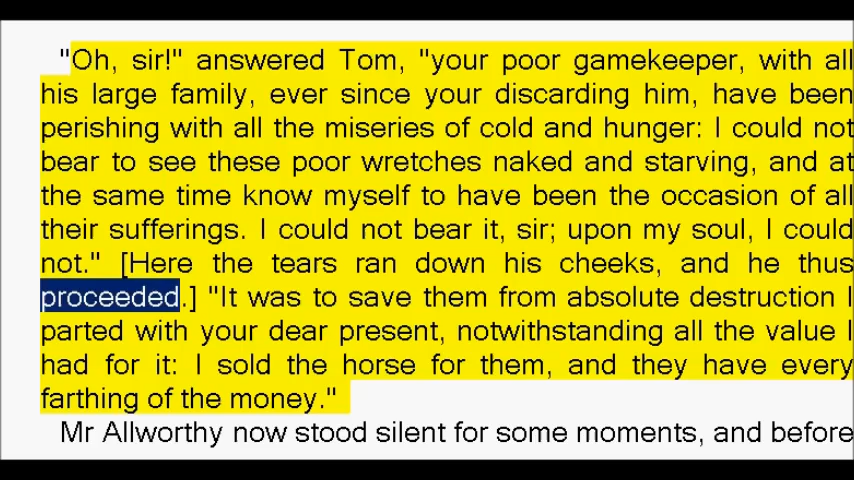 "Oh, sir!" answered Tom, "your poor gamekeeper, with all
his large family, ever since your discarding him, have been
perishing with all the miseries of cold and hunger: I could not
bear to see these poor wretches naked and starving, and at
the same time know myself to have been the occasion of all
their sufferings. I could not bear it, sir; upon my soul, I could
not." [Here the tears ran down his cheeks, and he thus
proceeded.] "It was to save them from absolute destruction I
parted with your dear present, notwithstanding all the value I
had for it: I sold the horse for them, and they have every
farthing of the money."
Mr Allworthy now stood silent for some moments, and before